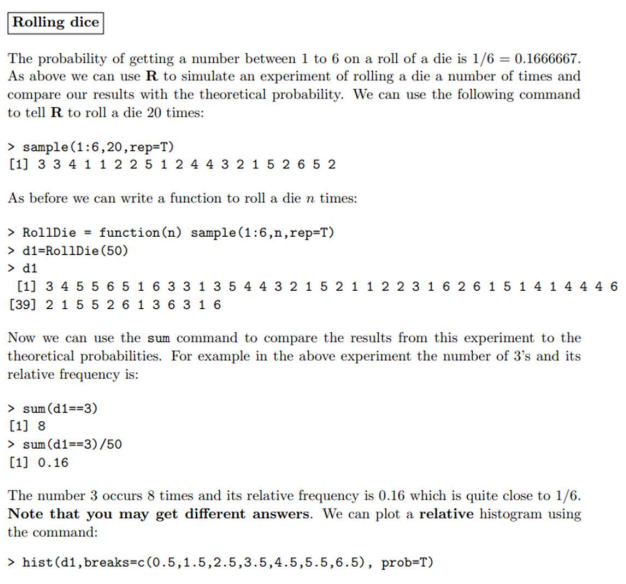 Rolling dice
The probability of getting a number between 1 to 6 on a roll of a die is 1/6 = 0.1666667.
As above we can use R to simulate an experiment of rolling a die a number of times and
compare our results with the theoretical probability. We can use the following command
to tell R to roll a die 20 times:
> sample(1:6,20,rep=T)
[1] 3 3 4 1 1 2 2 5 1 2 4 4 3 2 1 5 2 6 5 2
As before we can write a function to roll a die n times:
> RollDie = function(n) sample(1:6,n,rep=T)
> d1=RollDie(50)
> d1
[1] 3 4 5 5 6 5 1 6 3 3 1 3 5 4 4 3 2 1 5 2 1 1 2 2 3 1 6 2 6 1 5 1 4 1 4 4 4 6
[39] 2 1 5 5 2 6 1 3 6 3 1 6
Now we can use the sum command to compare the results from this experiment to the
theoretical probabilities. For example in the above experiment the number of 3's and its
relative frequency is:
> sum(d1==3)
[1] 8
> sum(d1==3)/50
[1] 0.16
The number 3 occurs 8 times and its relative frequency is 0.16 which is quite close to 1/6.
Note that you may get different answers. We can plot a relative histogram using
the command:
> hist(d1,breaks=c(0.5,1.5,2.5,3.5,4.5,5.5,6.5), prob=T)